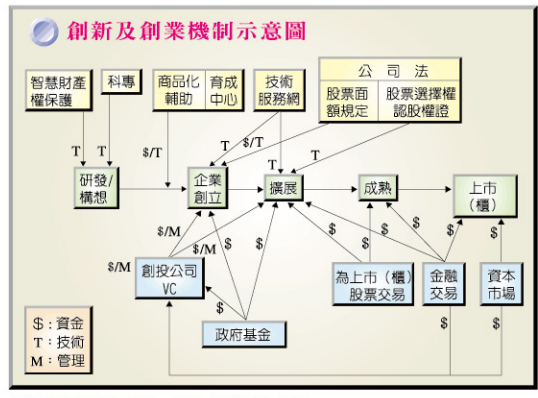 創新及創業機制示意圖
智慧財產
權保護
科專
商品化
輔助
育成
中心
技術
服務網
公司法
股票面
額規定
股票選擇權
認股權證
T
T
$/T
T
$/T
T
T
研發/
構想
企業
創立
擴展
成熟
上市
(櫃)
$/M
$/M
$/M
$
$
$
$
$
$
$
$
創投公司
VC
政府基金
為上市(櫃)
股票交易
金融
交易
資本
市場
$
$
$
$:資金
T:技術
M:管理